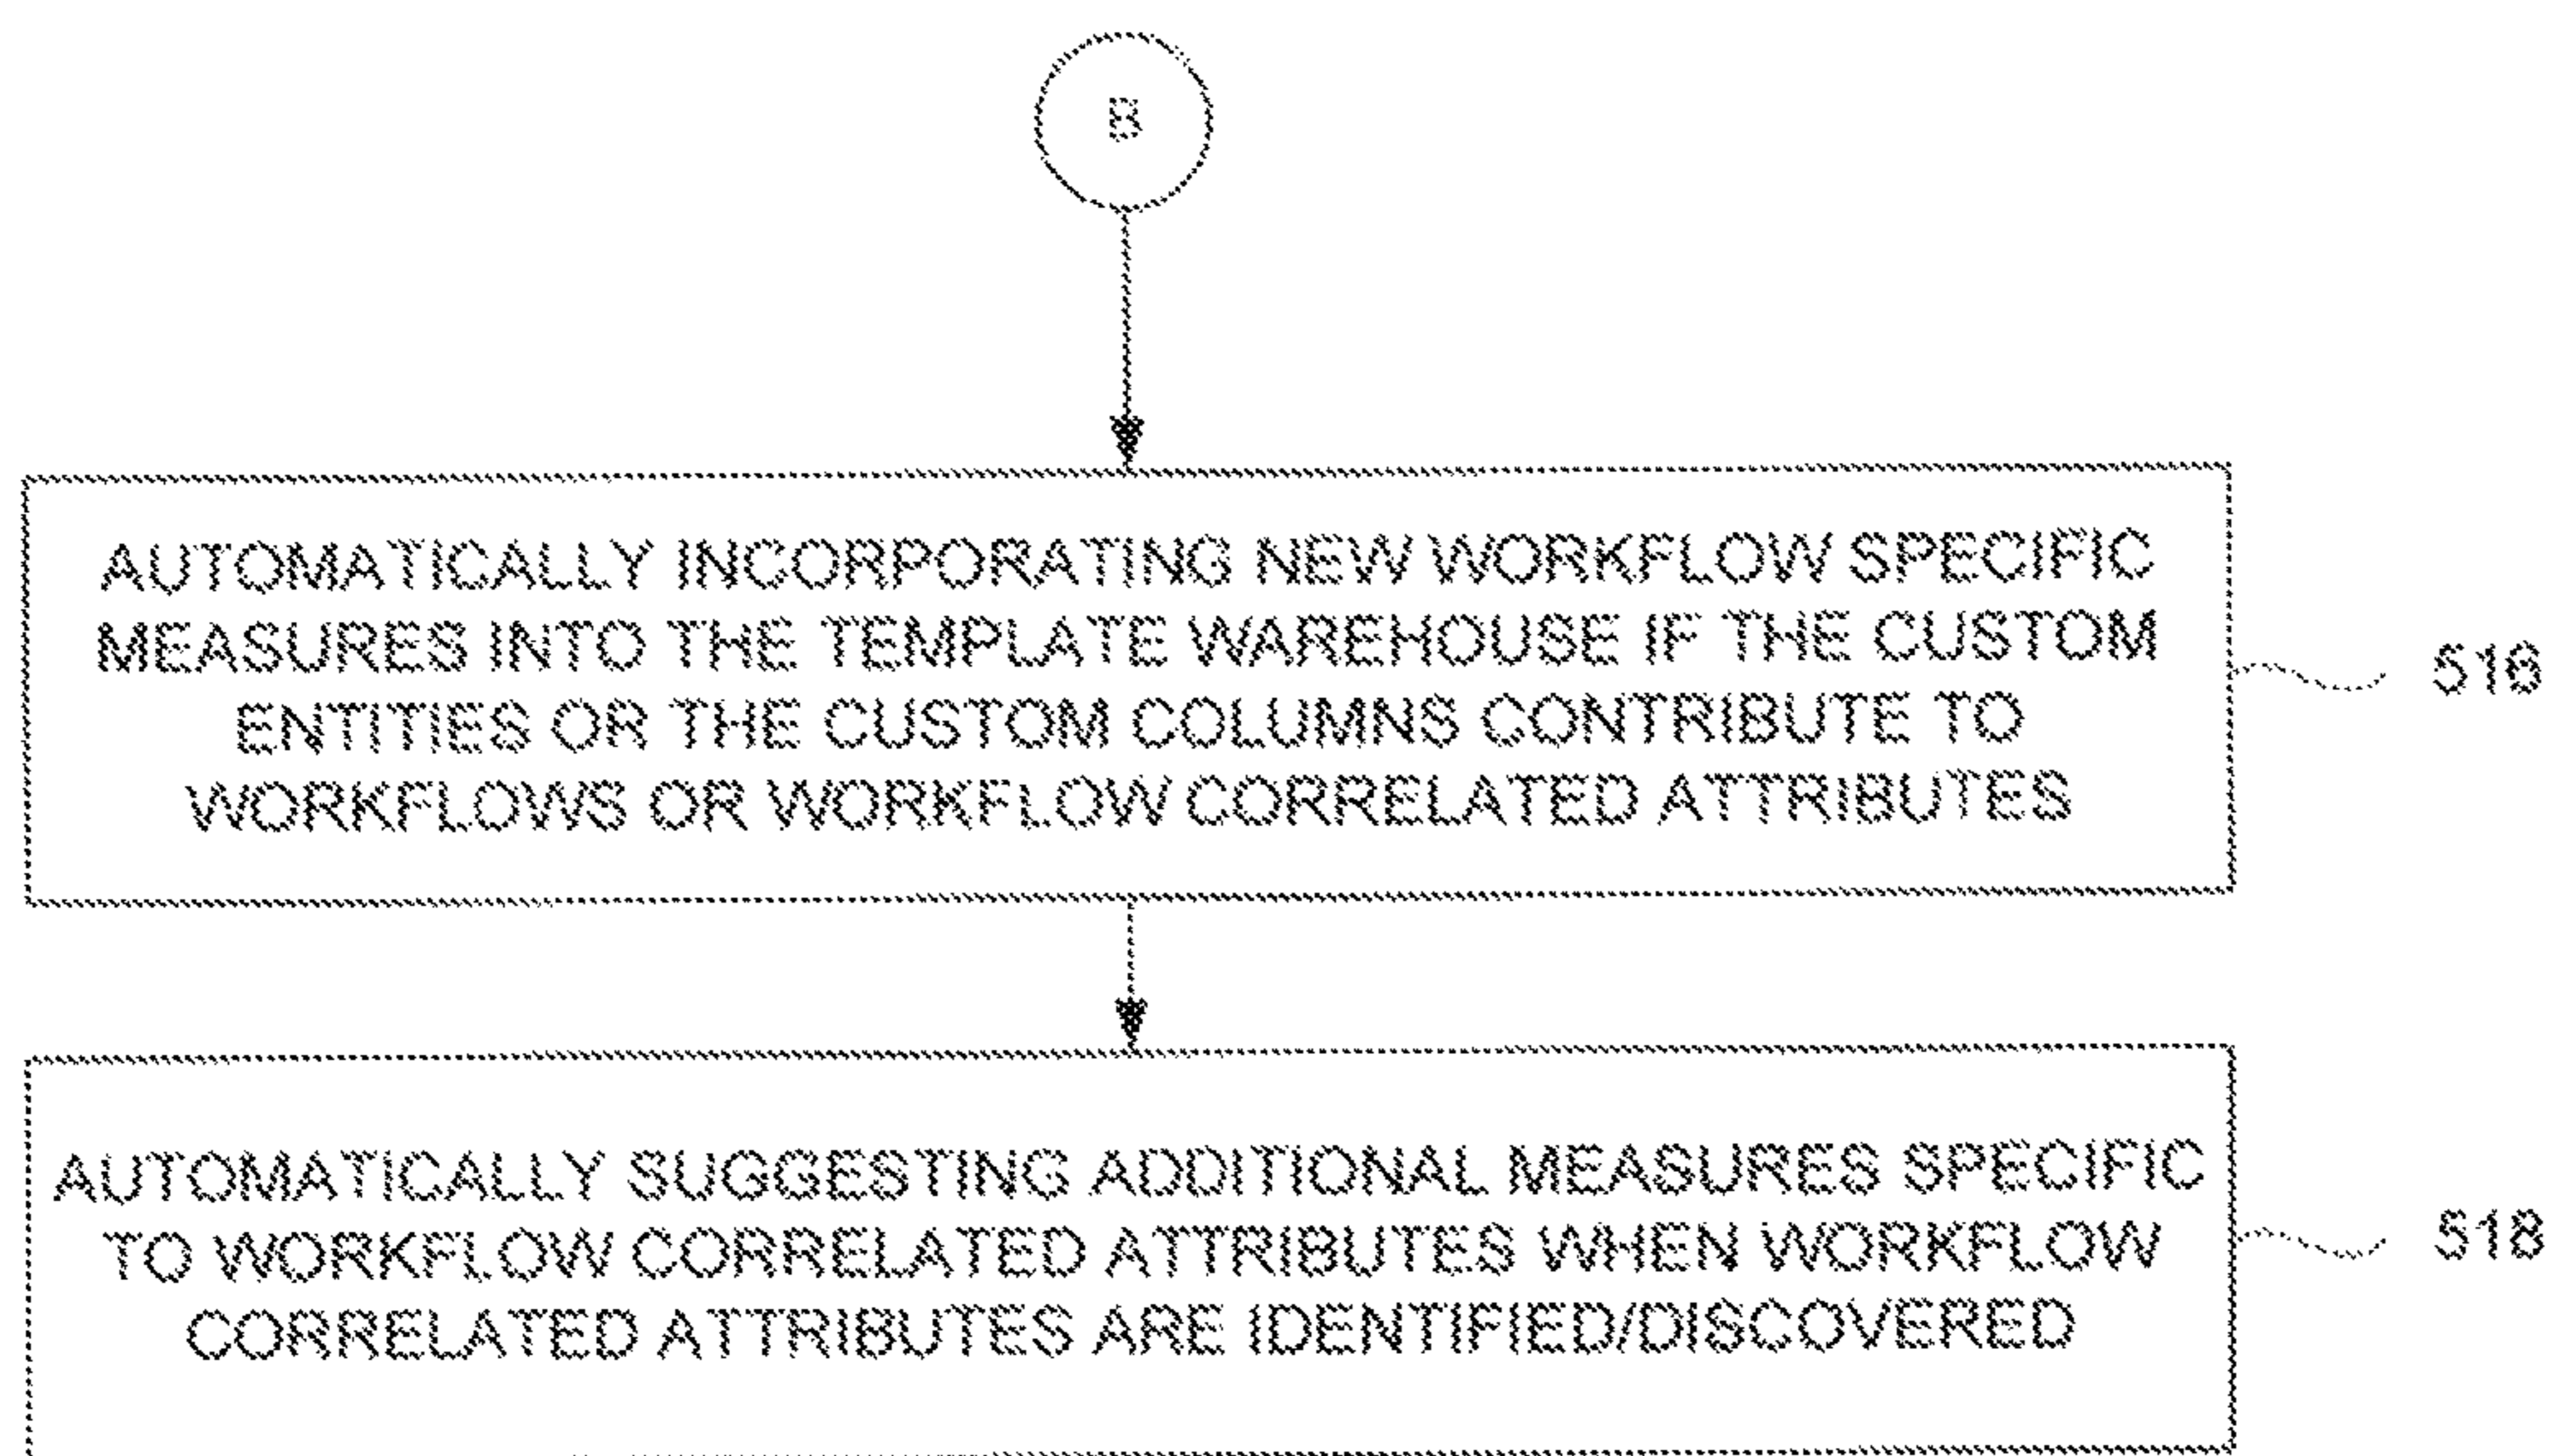 B
AUTOMATICALLY INCORPORATING NEW WORKFLOW SPECIFIC
MEASURES INTO THE TEMPLATE WAREHOUSE IF THE CUSTOM
ENTITIES OR THE CUSTOM COLUMNS CONTRIBUTE TO
WORKFLOWS OR WORKFLOW CORRELATED ATTRIBUTES
516
AUTOMATICALLY SUGGESTING ADDITIONAL MEASURES SPECIFIC
TO WORKFLOW CORRELATED ATTRIBUTES WHEN WORKFLOW
CORRELATED ATTRIBUTES ARE IDENTIFIED/DISCOVERED
518